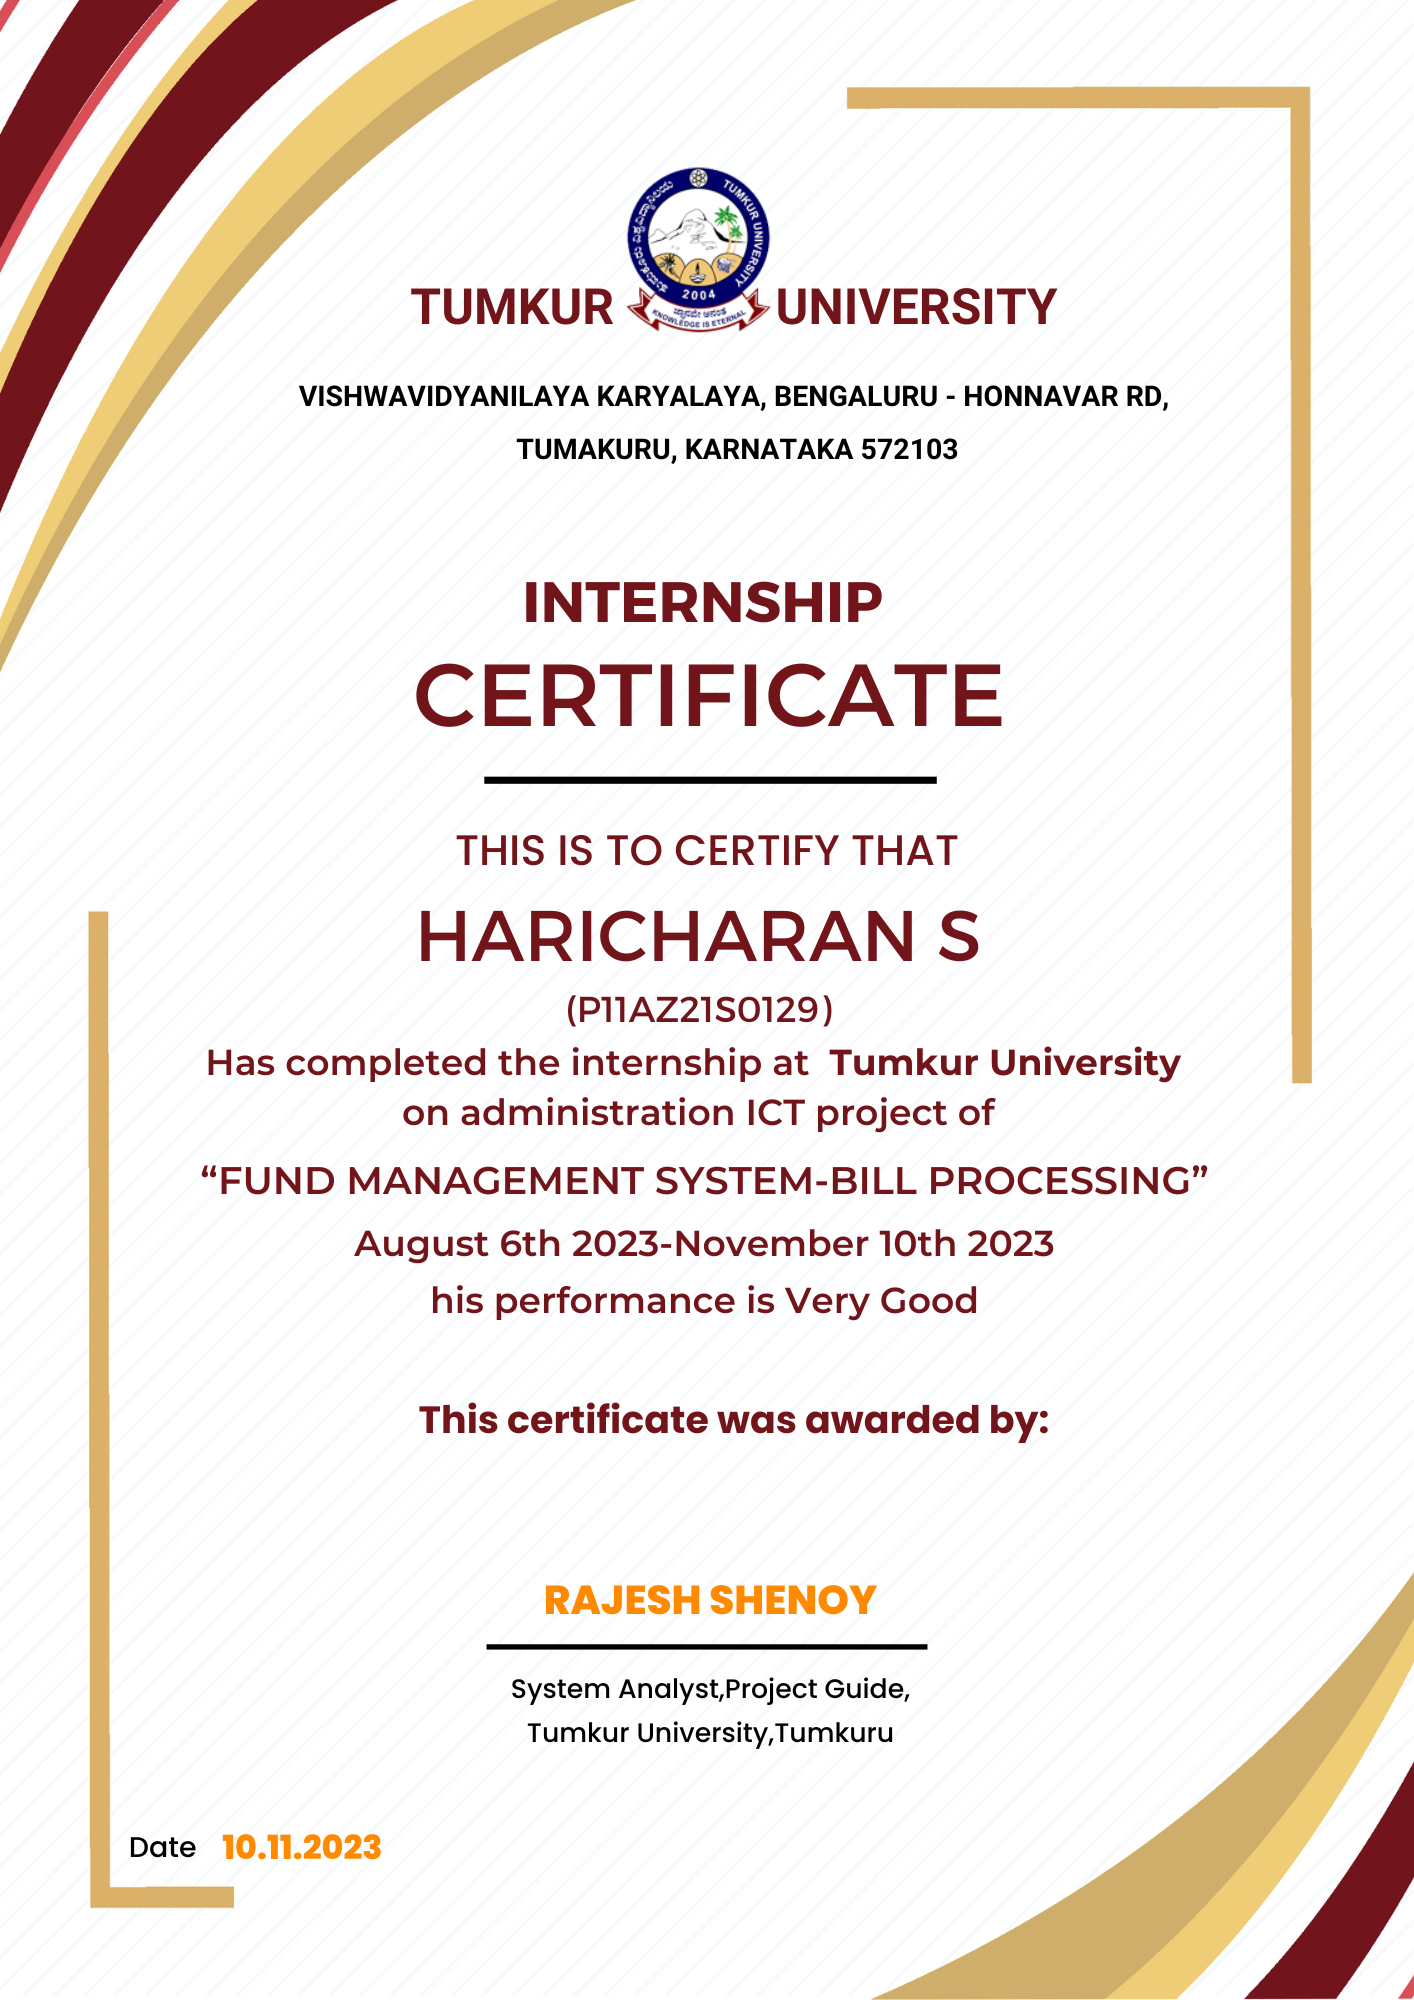 TUMKUR UNIVERSITY
2004
ಜ್ಞಾನವೇ ಅನಂತ
KNOWLEDGE IS ETERNAL
TUMKUR UNIVERSITY
VISHWAVIDYANILAYA KARYALAYA, BENGALURU - HONNAVAR RD,
TUMAKURU, KARNATAKA 572103
INTERNSHIP
CERTIFICATE
THIS IS TO CERTIFY THAT
HARICHARAN S
(P11AZ21S0129)
Has completed the internship at Tumkur University
on administration ICT project of
“FUND MANAGEMENT SYSTEM-BILL PROCESSING”
August 6th 2023-November 10th 2023
his performance is Very Good
This certificate was awarded by:
RAJESH SHENOY
System Analyst,Project Guide,
Tumkur University,Tumkuru
Date 10.11.2023